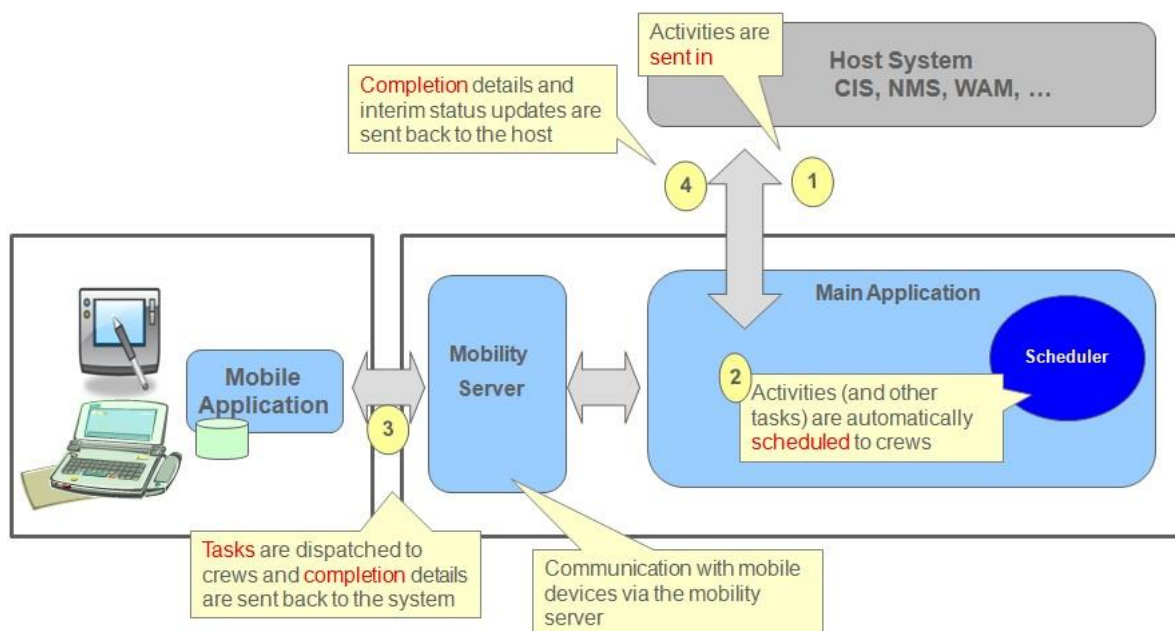 Activities are
sent in
Host System
CIS, NMS, WAM, ...
Completion details and
interim status updates are
sent back to the host
4
1
Main Application
Scheduler
Mobility
Server
Mobile
Application
2
Activities (and other
tasks) are automatically
scheduled to crews
3
Tasks are dispatched to
crews and completion details
are sent back to the system
Communication with mobile
devices via the mobility
server